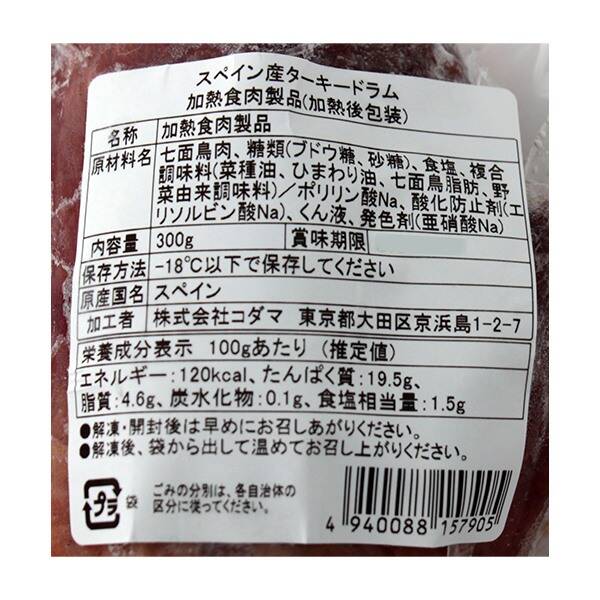 スペイン産ターキードラム
加熱食肉製品(加熱後包装)
名称 加熱食肉製品
原材料名 七面鳥肉、糖類(ブドウ糖、砂糖)、食塩、複合
調味料(菜種油、ひまわり油、七面鳥脂肪、野
菜由来調味料)／ポリリン酸Na、酸化防止剤(エ
リソルビン酸Na)、くん液、発色剤(亜硝酸Na)
内容量 300g 賞味期限
保存方法 -18℃以下で保存してください
原産国名 スペイン
加工者 株式会社コダマ 東京都大田区京浜島1-2-7
栄養成分表示 100gあたり (推定値)
エネルギー:120kcal、たんぱく質:19.5g、
脂質:4.6g、炭水化物:0.1g、食塩相当量:1.5g
●解凍・開封後は早めにお召しあがりください。
●解凍後、袋から出して温めてお召し上がりください。
プラ 袋 ごみの分別は、各自治体の
区分に従ってください。
4 940088 157905